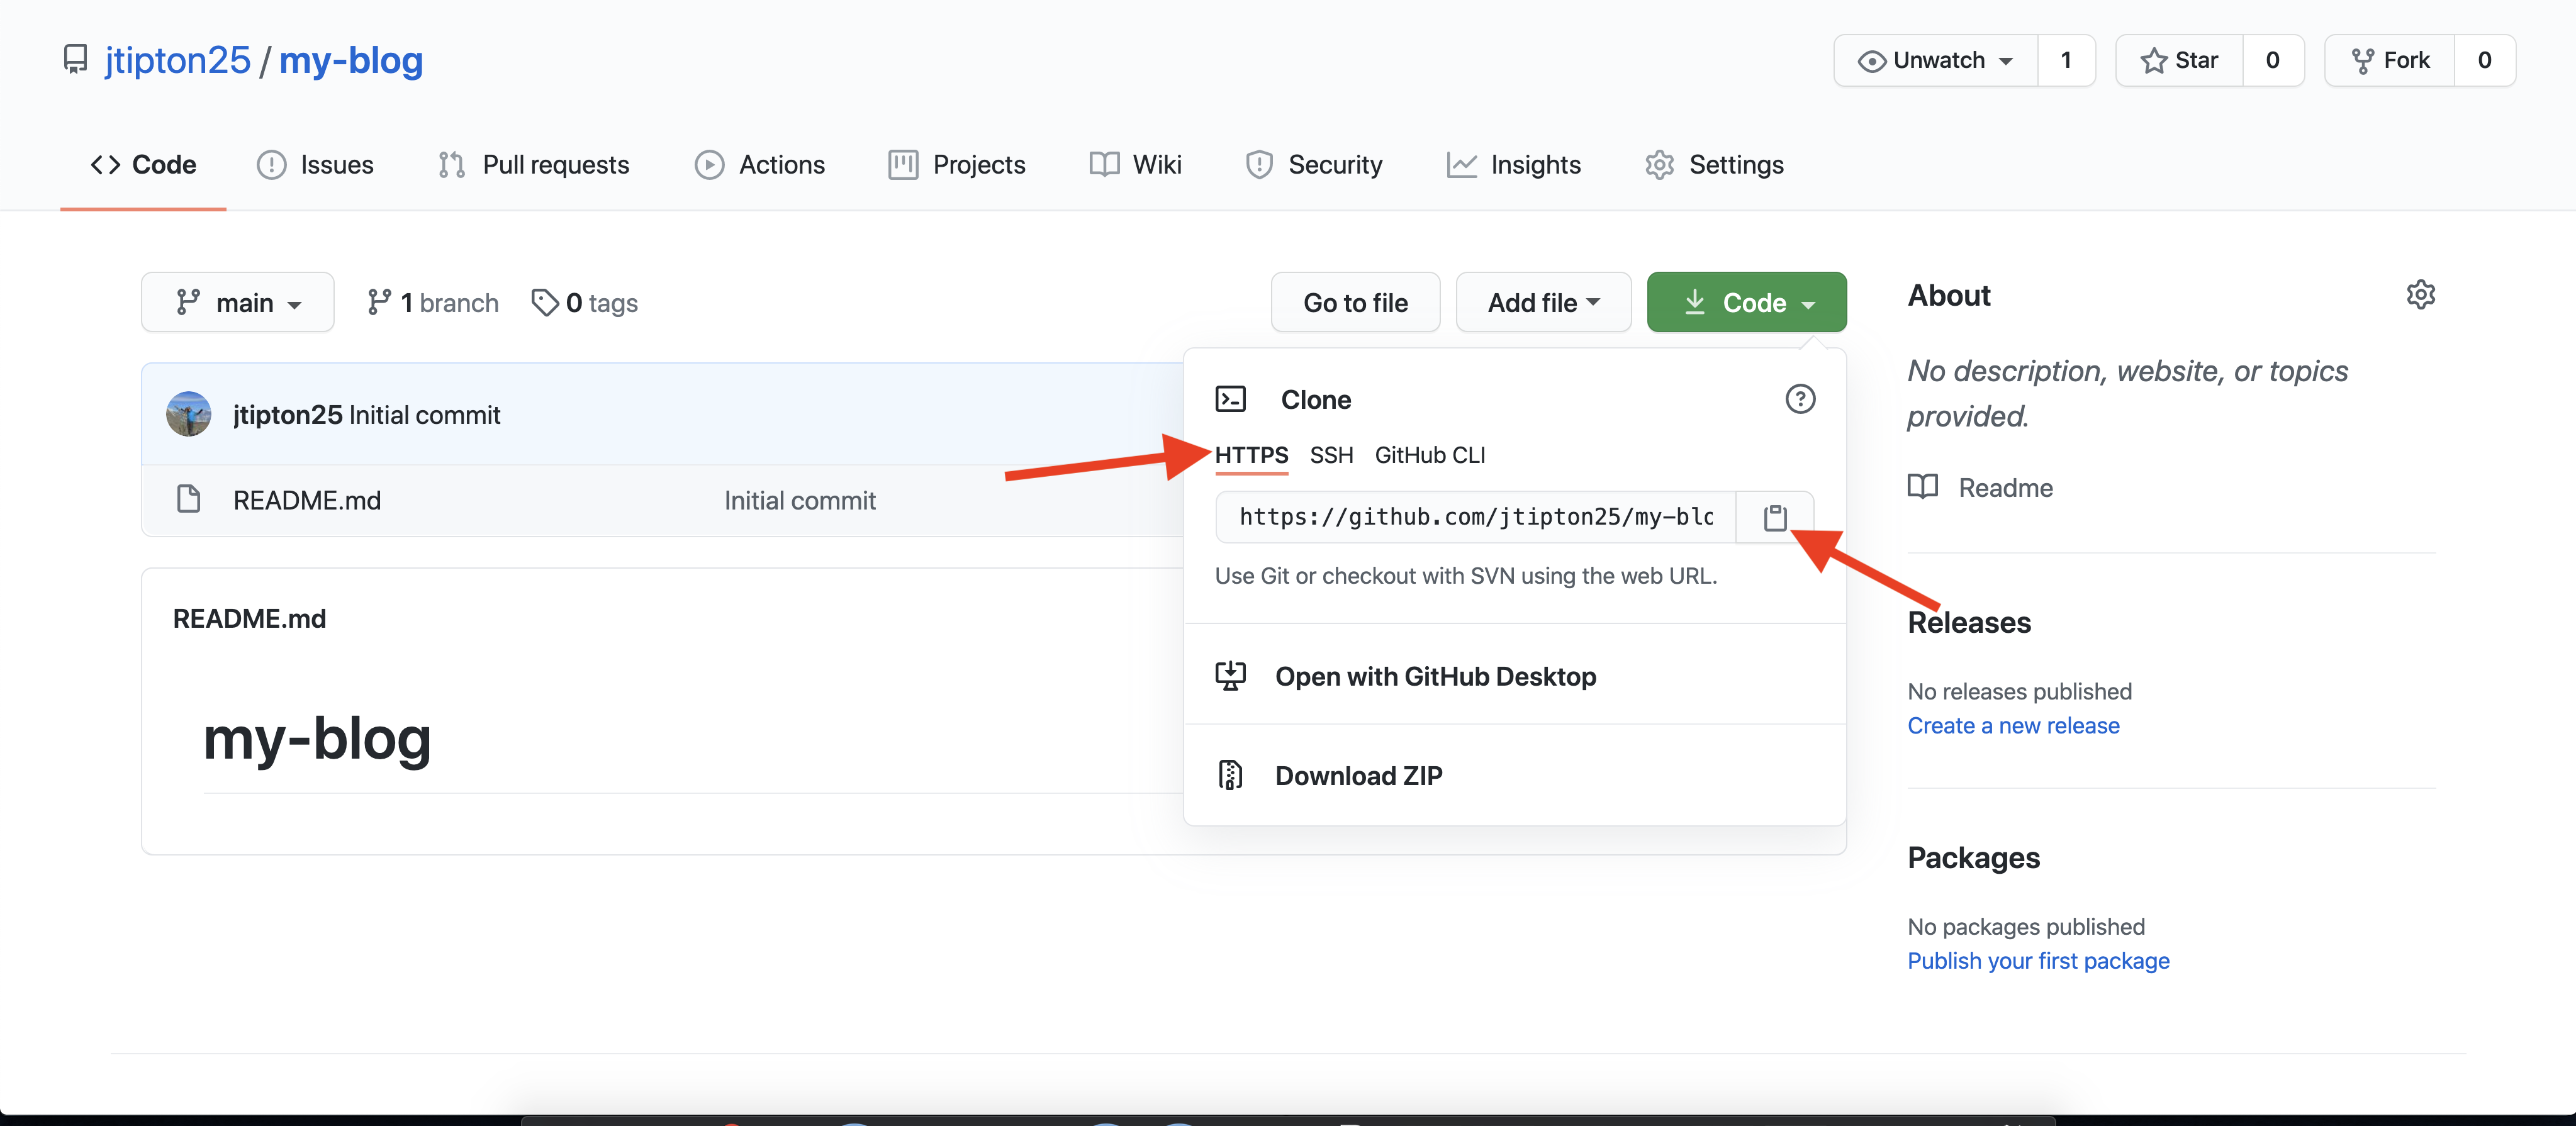 jtipton25 / my-blog
Unwatch 1 Star 0 Fork 0
Code Issues Pull requests Actions Projects Wiki Security Insights Settings
main 1 branch 0 tags Go to file Add file Code
jtipton25 Initial commit
README.md Initial commit
README.md
my-blog
Clone
HTTPS SSH GitHub CLI
https://github.com/jtipton25/my-blo
Use Git or checkout with SVN using the web URL.
Open with GitHub Desktop
Download ZIP
About
No description, website, or topics
provided.
Readme
Releases
No releases published
Create a new release
Packages
No packages published
Publish your first package